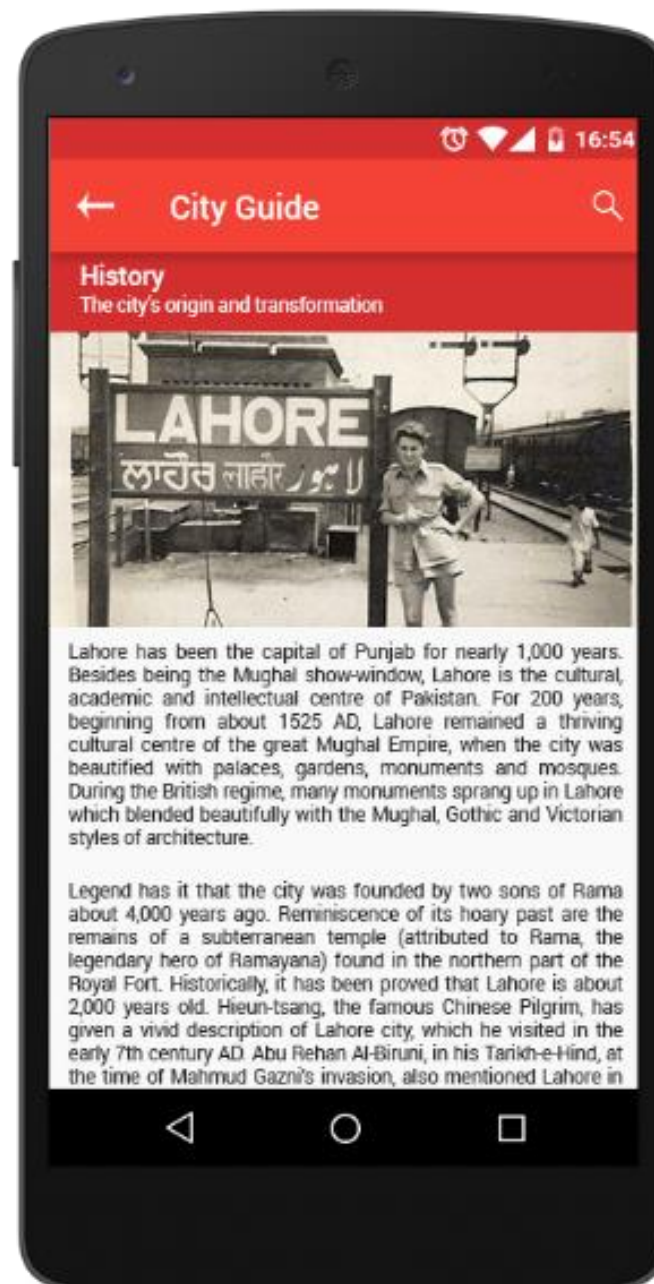 16:54
City Guide
History
The city's origin and transformation
LAHORE
ਲਾਹੌਰ लाहौर لاہور
Lahore has been the capital of Punjab for nearly 1,000 years.
Besides being the Mughal show-window, Lahore is the cultural,
academic and intellectual centre of Pakistan. For 200 years,
beginning from about 1525 AD, Lahore remained a thriving
cultural centre of the great Mughal Empire, when the city was
beautified with palaces, gardens, monuments and mosques.
During the British regime, many monuments sprang up in Lahore
which blended beautifully with the Mughal, Gothic and Victorian
styles of architecture.
Legend has it that the city was founded by two sons of Rama
about 4,000 years ago. Reminiscence of its hoary past are the
remains of a subterranean temple (attributed to Rama, the
legendary hero of Ramayana) found in the northern part of the
Royal Fort. Historically, it has been proved that Lahore is about
2,000 years old. Hieun-tsang, the famous Chinese Pilgrim, has
given a vivid description of Lahore city, which he visited in the
early 7th century AD. Abu Rehan Al-Biruni, in his Tarikh-e-Hind, at
the time of Mahmud Gazni's invasion, also mentioned Lahore in